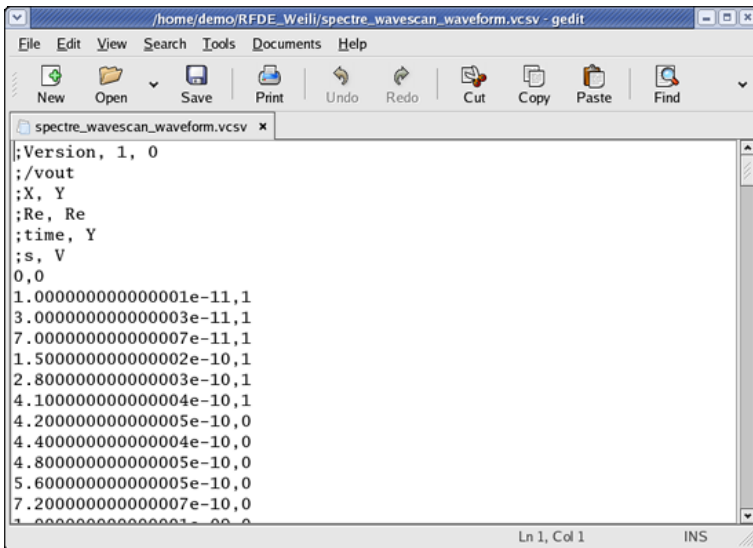 /home/demo/RFDE_Weili/spectre_wavescan_waveform.vcsv - gedit
File Edit View Search Tools Documents Help
New Open Save Print Undo Redo Cut Copy Paste Find
spectre_wavescan_waveform.vcsv x
;Version, 1, 0
;/vout
;X, Y
;Re, Re
;time, Y
;s, V
0,0
1.000000000000001e-11,1
3.000000000000003e-11,1
7.000000000000007e-11,1
1.500000000000002e-10,1
2.800000000000003e-10,1
4.100000000000004e-10,1
4.200000000000005e-10,0
4.400000000000004e-10,0
4.800000000000005e-10,0
5.600000000000005e-10,0
7.200000000000007e-10,0
Ln 1, Col 1 INS